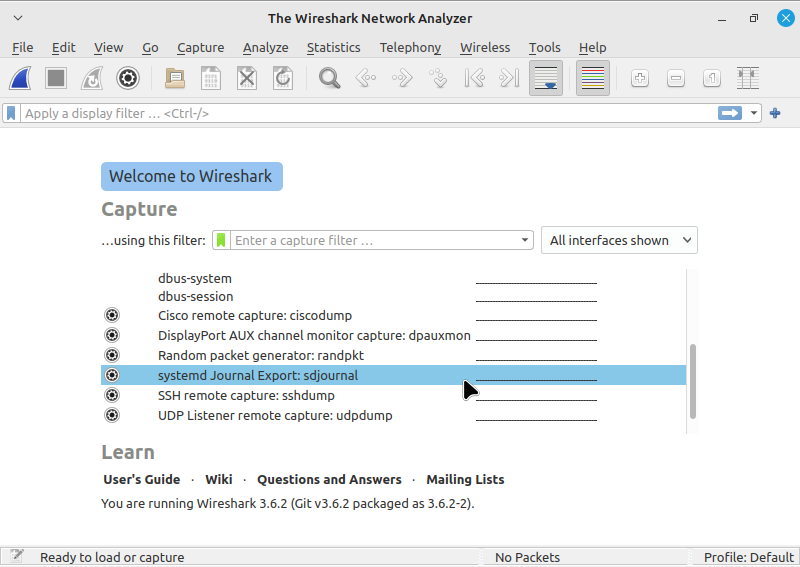 The Wireshark Network Analyzer
File Edit View Go Capture Analyze Statistics Telephony Wireless Tools Help
Apply a display filter … <Ctrl-/>
Welcome to Wireshark
Capture
…using this filter: Enter a capture filter … All interfaces shown
dbus-system
dbus-session
Cisco remote capture: ciscodump
DisplayPort AUX channel monitor capture: dpauxmon
Random packet generator: randpkt
systemd Journal Export: sdjournal
SSH remote capture: sshdump
UDP Listener remote capture: udpdump
Learn
User's Guide · Wiki · Questions and Answers · Mailing Lists
You are running Wireshark 3.6.2 (Git v3.6.2 packaged as 3.6.2-2).
Ready to load or capture No Packets Profile: Default